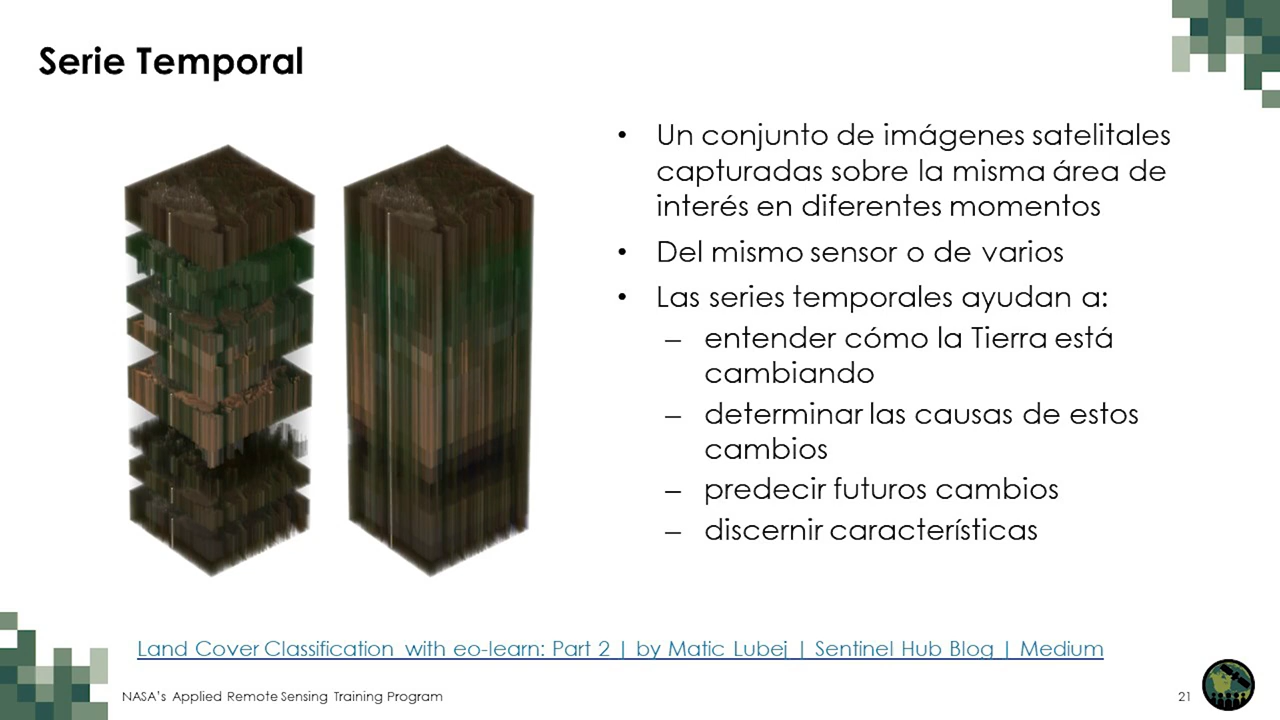 Serie Temporal
• Un conjunto de imágenes satelitales
capturadas sobre la misma área de
interés en diferentes momentos
• Del mismo sensor o de varios
• Las series temporales ayudan a:
– entender cómo la Tierra está
cambiando
– determinar las causas de estos
cambios
– predecir futuros cambios
– discernir características
Land Cover Classification with eo-learn: Part 2 | by Matic Lubej | Sentinel Hub Blog | Medium
NASA's Applied Remote Sensing Training Program
21